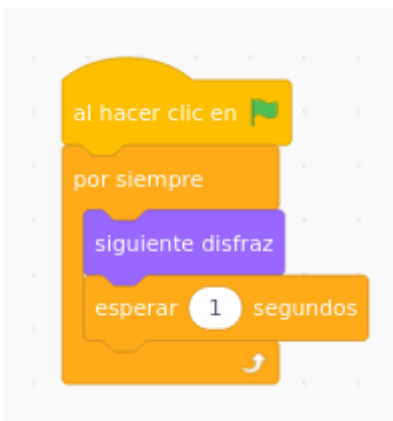 al hacer clic en
por siempre
siguiente disfraz
esperar 1 segundos